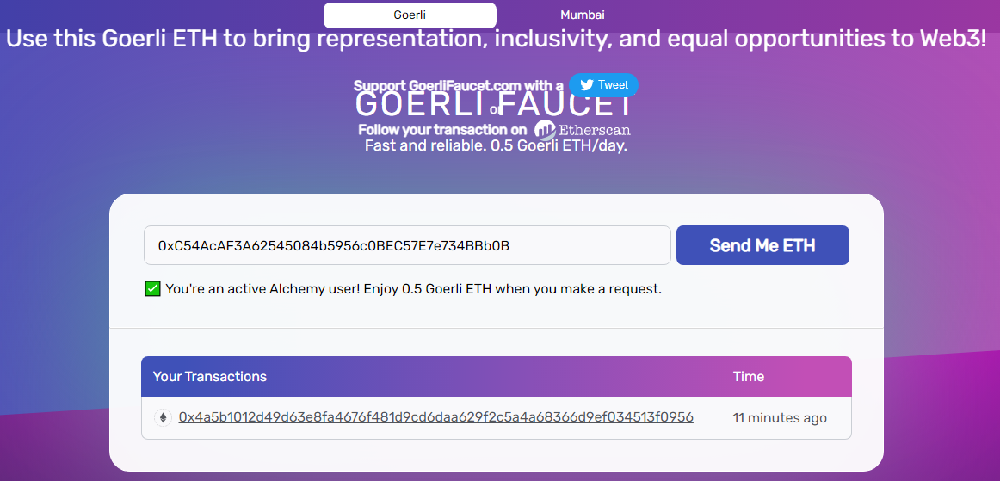 Goerli Mumbai
Use this Goerli ETH to bring representation, inclusivity, and equal opportunities to Web3!
Support GoerliFaucet.com with a Tweet
GOERLI FAUCET
or
Follow your transaction on Etherscan
Fast and reliable. 0.5 Goerli ETH/day.
0xC54AcAF3A62545084b5956c0BEC57E7e734BBb0B Send Me ETH
You're an active Alchemy user! Enjoy 0.5 Goerli ETH when you make a request.
Your Transactions Time
0x4a5b1012d49d63e8fa4676f481d9cd6daa629f2c5a4a68366d9ef034513f0956 11 minutes ago